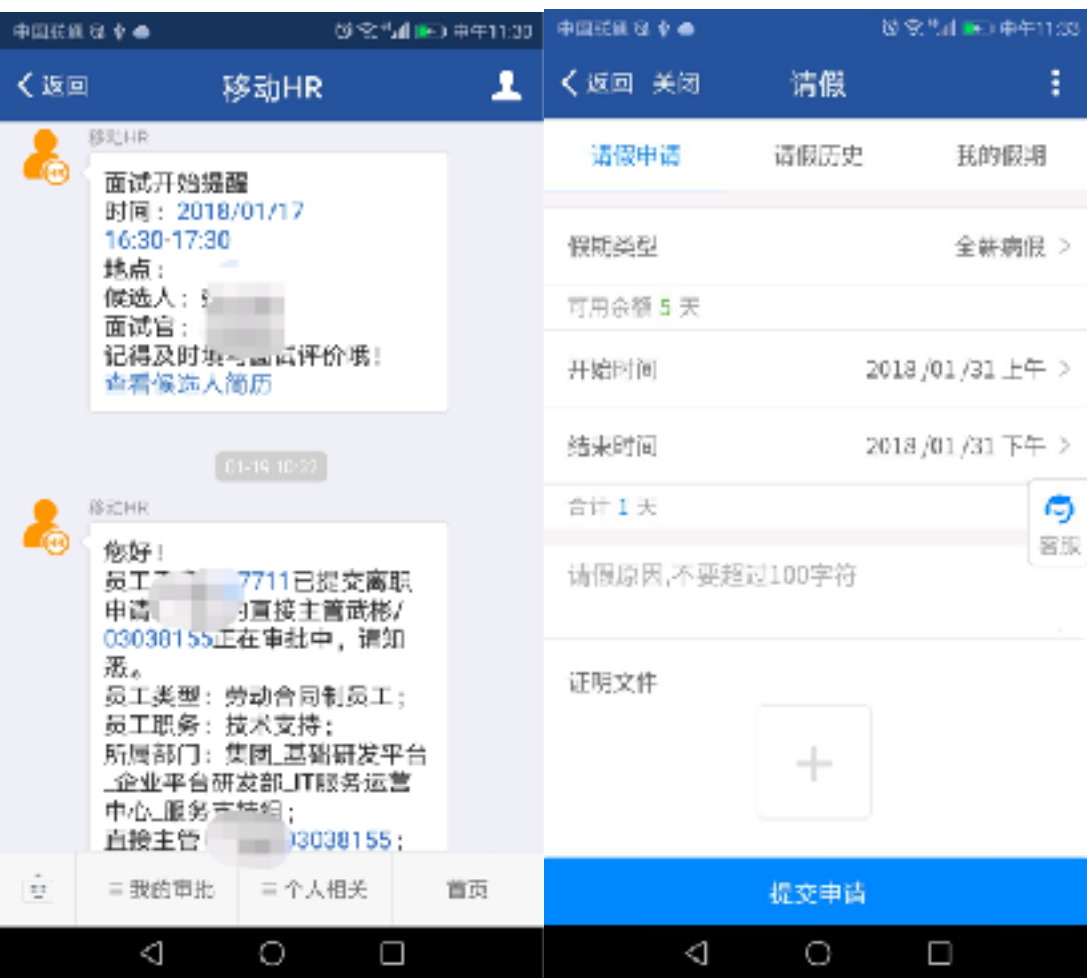 中国联通
中午11:33
返回
移动HR
移动HR
面试开始提醒
时间：2018/01/17
16:30-17:30
地点：
候选人：
面试官：
记得及时填写面试评价哦！
查看候选人简历
01-19 10:22
移动HR
您好！
员工 7711已提交离职
申请 的直接主管武彬/
03038155正在审批中，请知
悉。
员工类型：劳动合同制员工；
员工职务：技术支持；
所属部门：集团_基础研发平台
_企业平台研发部_IT服务运营
中心_服务支持组；
直接主管 03038155；
我的审批
个人相关
首页
中国联通
中午11:33
返回 关闭
请假
请假申请
请假历史
我的假期
假期类型
全薪病假
可用余额 5 天
开始时间
2018/01/31 上午
结束时间
2018/01/31 下午
合计 1 天
客服
请假原因,不要超过100字符
证明文件
提交申请